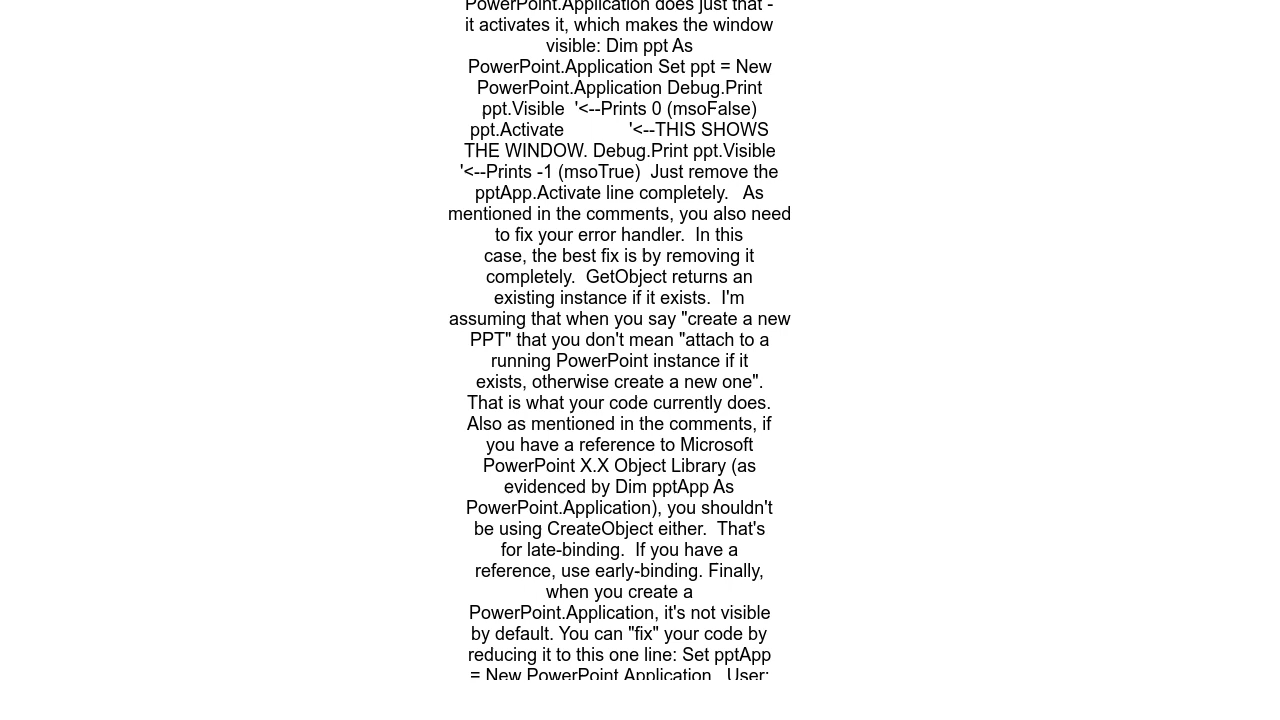 PowerPoint.Application does just that -
it activates it, which makes the window
visible: Dim ppt As
PowerPoint.Application Set ppt = New
PowerPoint.Application Debug.Print
ppt.Visible  '<--Prints 0 (msoFalse)
ppt.Activate             '<--THIS SHOWS
THE WINDOW. Debug.Print ppt.Visible
'<--Prints -1 (msoTrue)  Just remove the
pptApp.Activate line completely.   As
mentioned in the comments, you also need
to fix your error handler.  In this
case, the best fix is by removing it
completely.  GetObject returns an
existing instance if it exists.  I'm
assuming that when you say "create a new
PPT" that you don't mean "attach to a
running PowerPoint instance if it
exists, otherwise create a new one".
That is what your code currently does.
Also as mentioned in the comments, if
you have a reference to Microsoft
PowerPoint X.X Object Library (as
evidenced by Dim pptApp As
PowerPoint.Application), you shouldn't
be using CreateObject either.  That's
for late-binding.  If you have a
reference, use early-binding. Finally,
when you create a
PowerPoint.Application, it's not visible
by default. You can "fix" your code by
reducing it to this one line: Set pptApp
= New PowerPoint.Application   User: